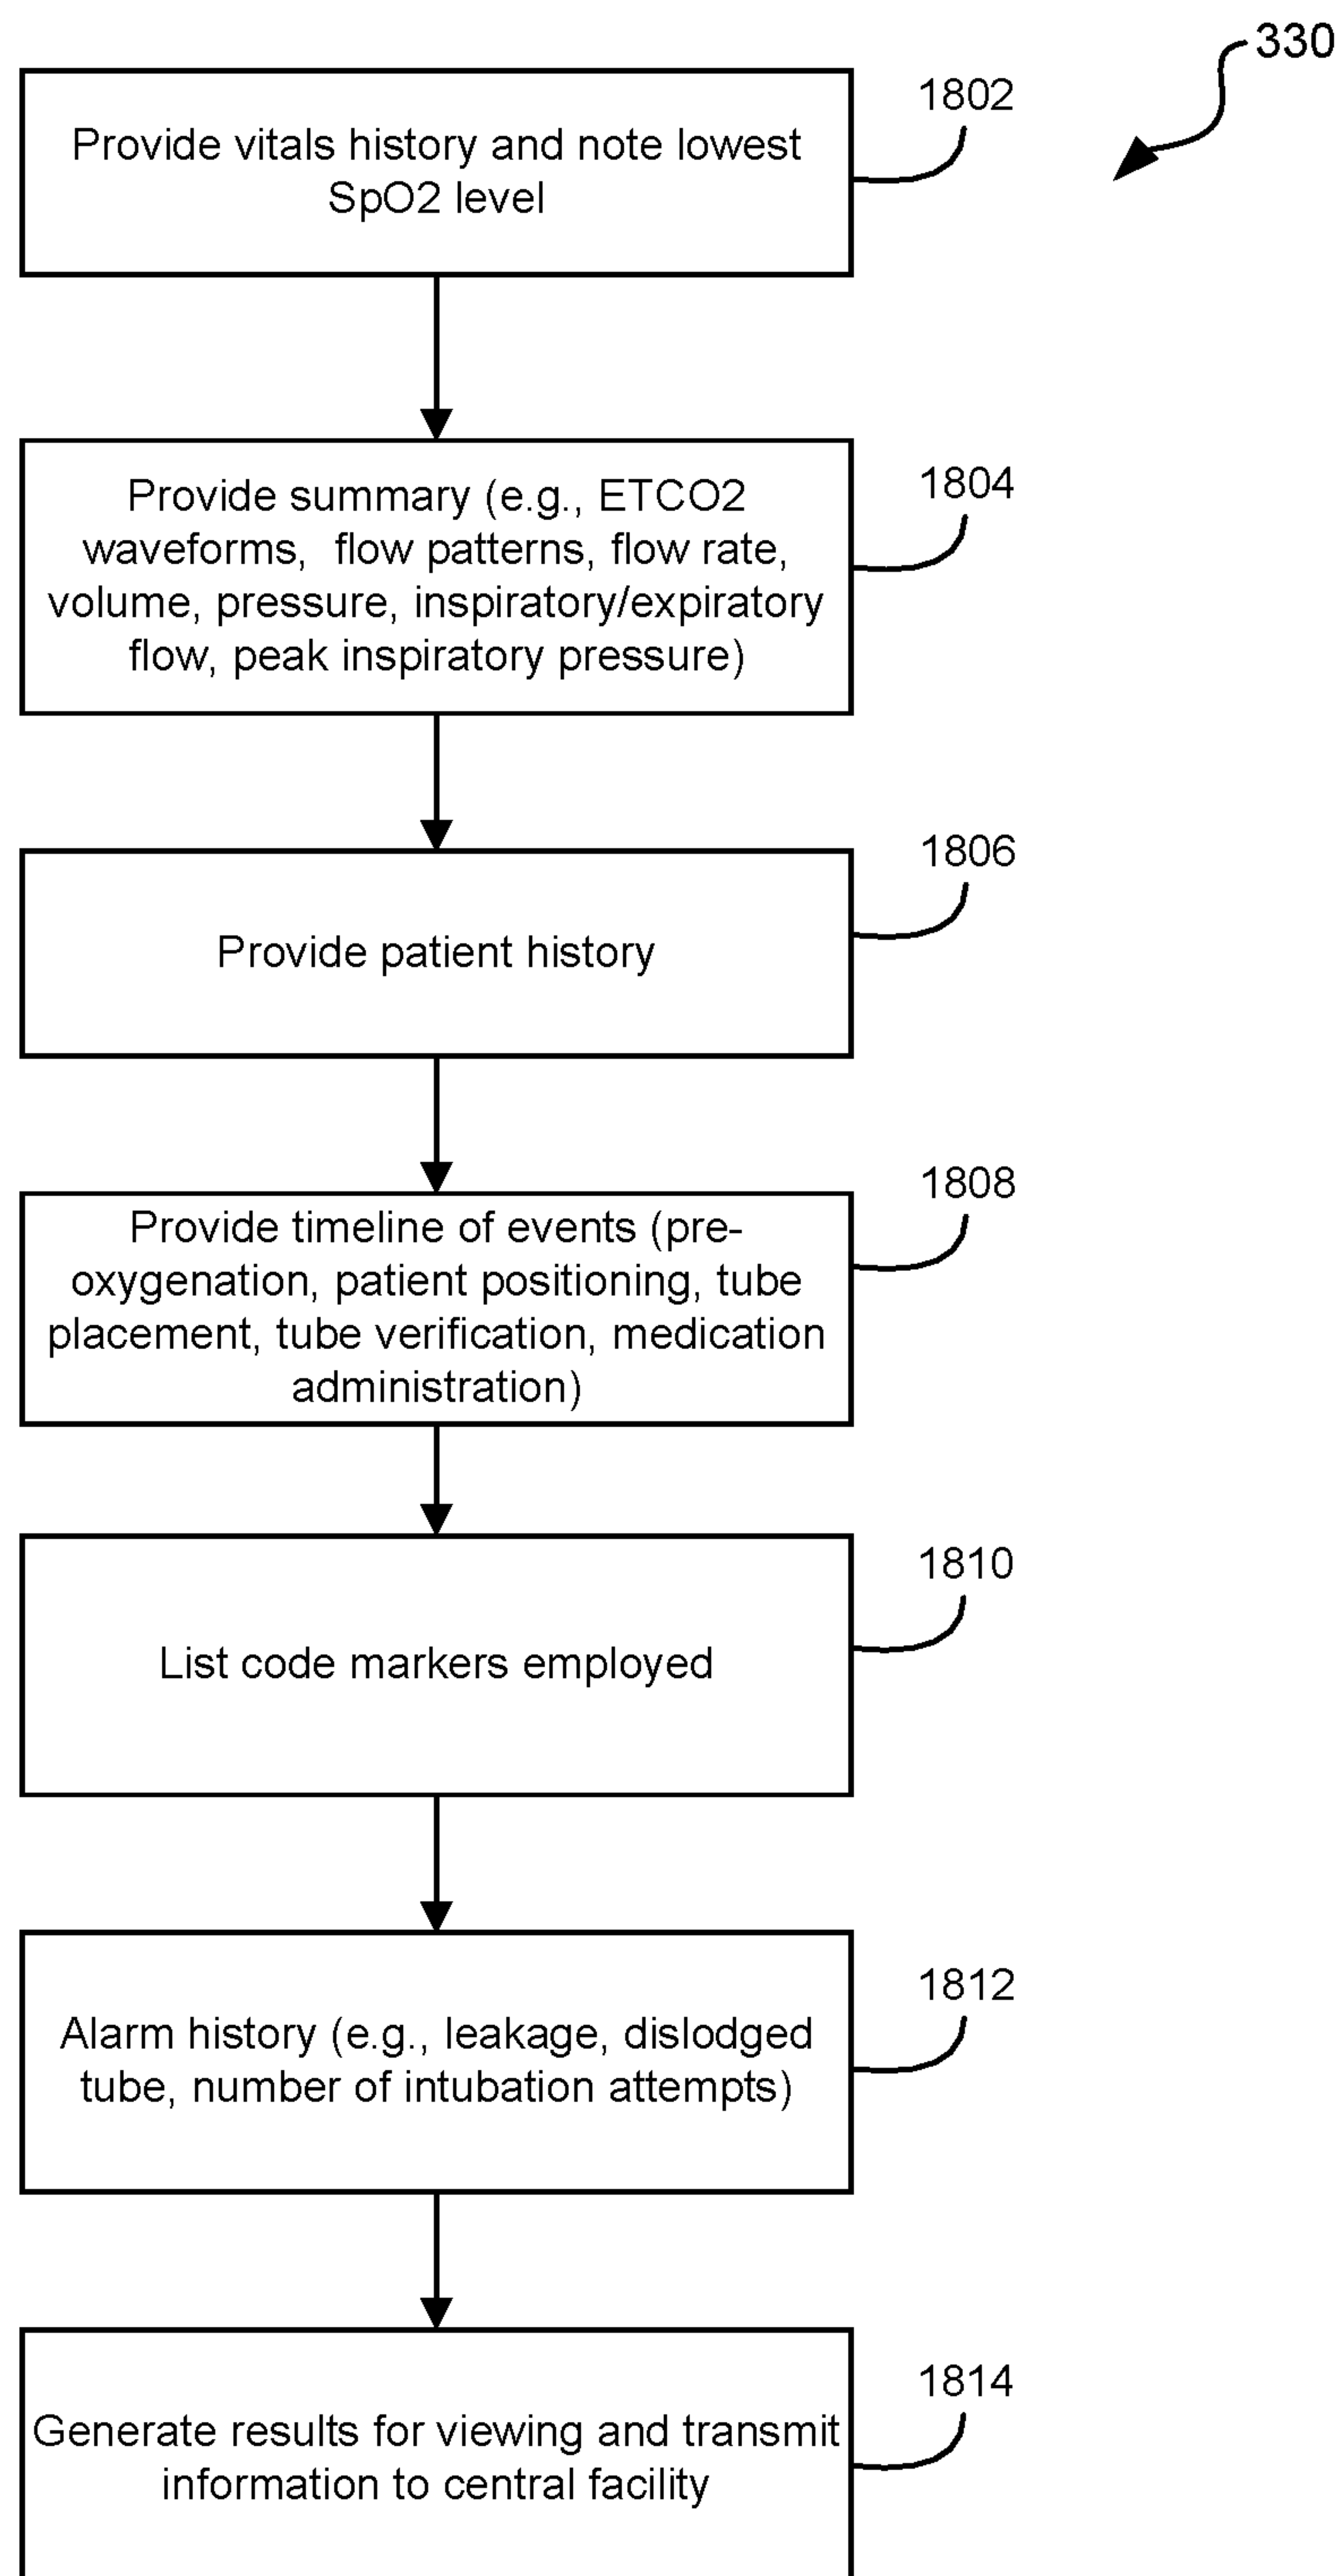 330
1802
Provide vitals history and note lowest
SpO2 level
1804
Provide summary (e.g., ETCO2
waveforms,  flow patterns, flow rate,
volume, pressure, inspiratory/expiratory
flow, peak inspiratory pressure)
1806
Provide patient history
1808
Provide timeline of events (pre-
oxygenation, patient positioning, tube
placement, tube verification, medication
administration)
1810
List code markers employed
1812
Alarm history (e.g., leakage, dislodged
tube, number of intubation attempts)
1814
Generate results for viewing and transmit
information to central facility